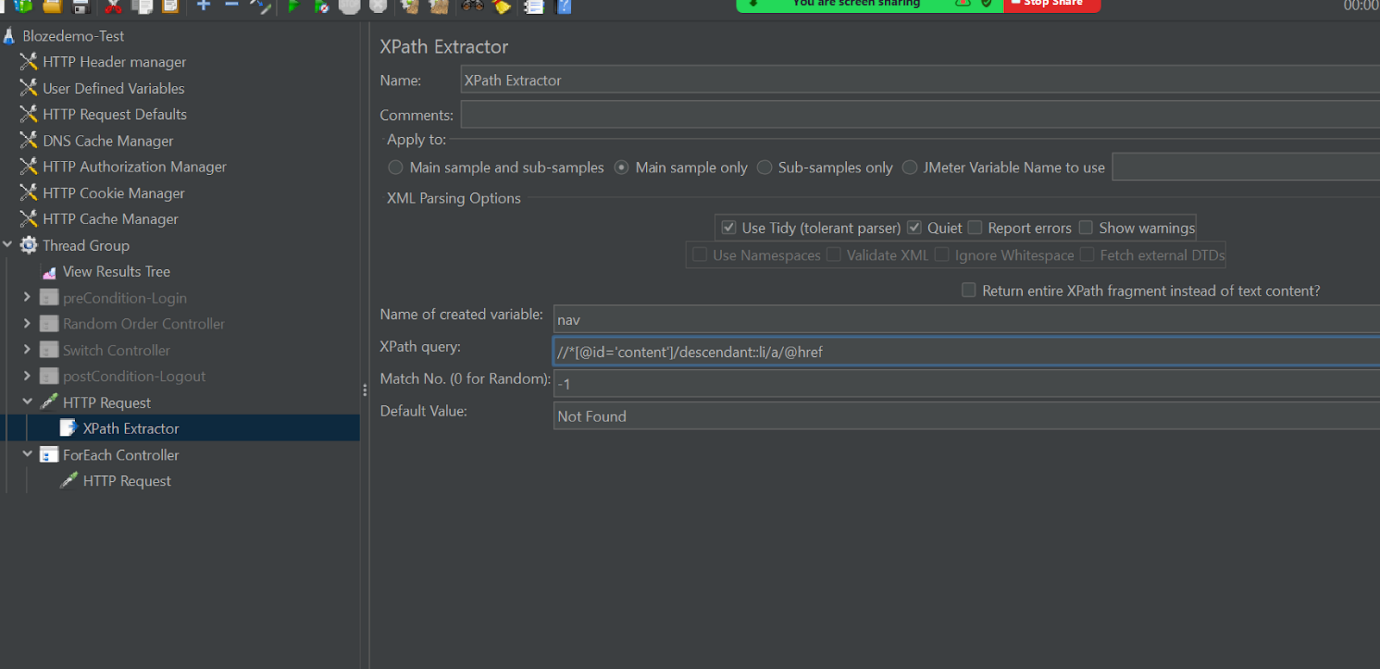 You are screen sharing
Stop Share
00:00
Blozedemo-Test
HTTP Header manager
User Defined Variables
HTTP Request Defaults
DNS Cache Manager
HTTP Authorization Manager
HTTP Cookie Manager
HTTP Cache Manager
Thread Group
View Results Tree
preCondition-Login
Random Order Controller
Switch Controller
postCondition-Logout
HTTP Request
XPath Extractor
ForEach Controller
HTTP Request
XPath Extractor
Name: XPath Extractor
Comments:
Apply to:
Main sample and sub-samples Main sample only Sub-samples only JMeter Variable Name to use
XML Parsing Options
Use Tidy (tolerant parser) Quiet Report errors Show warnings
Use Namespaces Validate XML Ignore Whitespace Fetch external DTDs
Return entire XPath fragment instead of text content?
Name of created variable: nav
XPath query: //*[@id='content']/descendant::li/a/@href
Match No. (0 for Random): -1
Default Value: Not Found